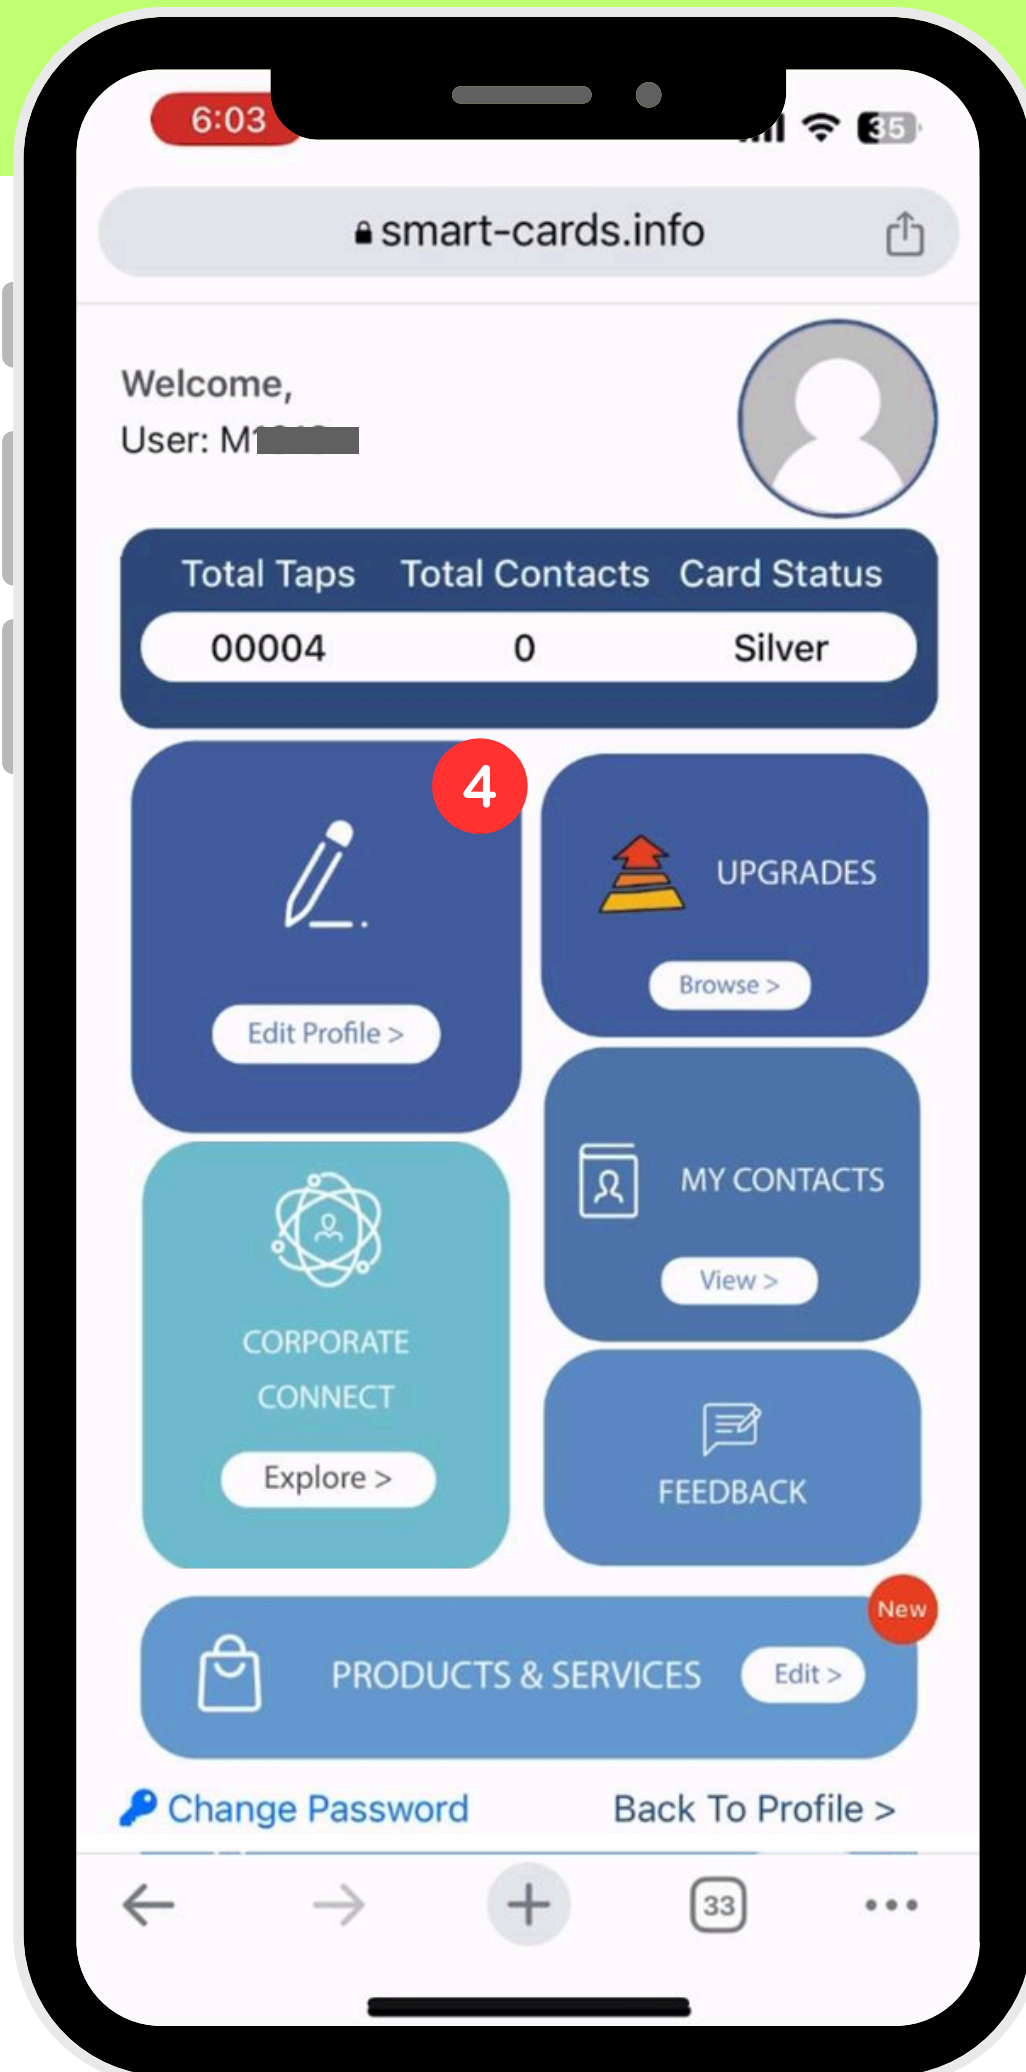 6:03
35
smart-cards.info
Welcome,
User: M
Total Taps Total Contacts Card Status
00004 0 Silver
4
UPGRADES
Browse >
Edit Profile >
MY CONTACTS
View >
CORPORATE
CONNECT
Explore >
FEEDBACK
New
PRODUCTS & SERVICES Edit >
Change Password Back To Profile >
33